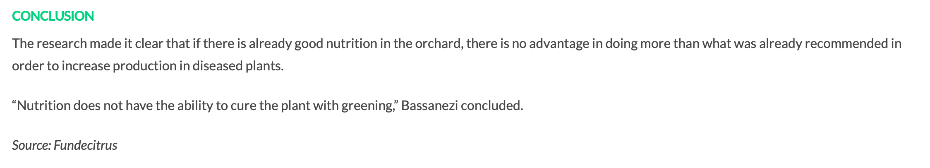 CONCLUSION
The research made it clear that if there is already good nutrition in the orchard, there is no advantage in doing more than what was already recommended in
order to increase production in diseased plants.
“Nutrition does not have the ability to cure the plant with greening,” Bassanezi concluded.
Source: Fundecitrus